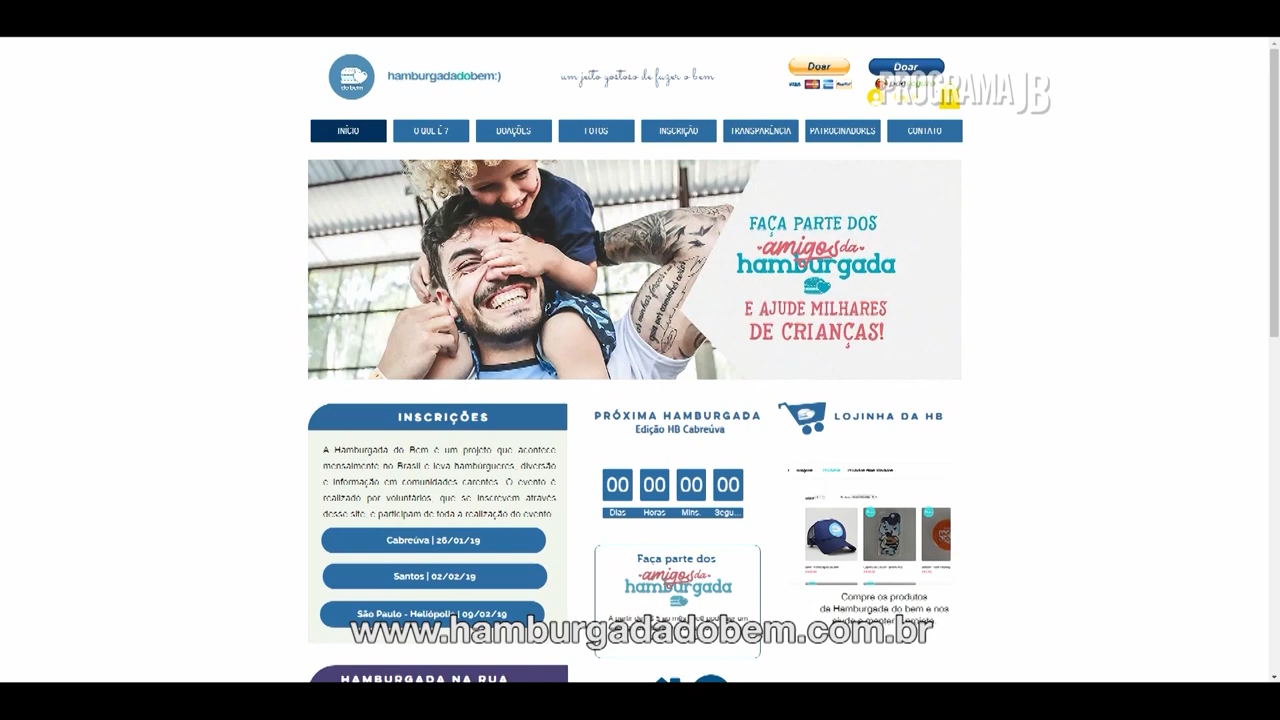 do bem
hamburgadadobem:)
um jeito gostoso de fazer o bem
Doar
Doar
VISA
PayPal
PROGRAMA JB
INÍCIO
O QUE É ?
DOAÇÕES
FOTOS
INSCRIÇÃO
TRANSPARÊNCIA
PATROCINADORES
CONTATO
FAÇA PARTE DOS
amigos da
hamburgada
E AJUDE MILHARES
DE CRIANÇAS!
INSCRIÇÕES
A Hamburgada do Bem é um projeto que acontece
mensalmente no Brasil e leva hambúrgueres, diversão
e informação em comunidades carentes. O evento é
realizado por voluntários, que se inscrevem através
desse site, e participam de toda a realização do evento.
Cabreúva | 26/01/19
Santos | 02/02/19
São Paulo - Heliópolis | 09/02/19
HAMBURGADA NA RUA
PRÓXIMA HAMBURGADA
Edição HB Cabreúva
00 00 00 00
Dias Horas Mins. Segu...
Faça parte dos
amigos da
hamburgada
LOJINHA DA HB
Compre os produtos
da Hamburgada do bem e nos
www.hamburgadadobem.com.br